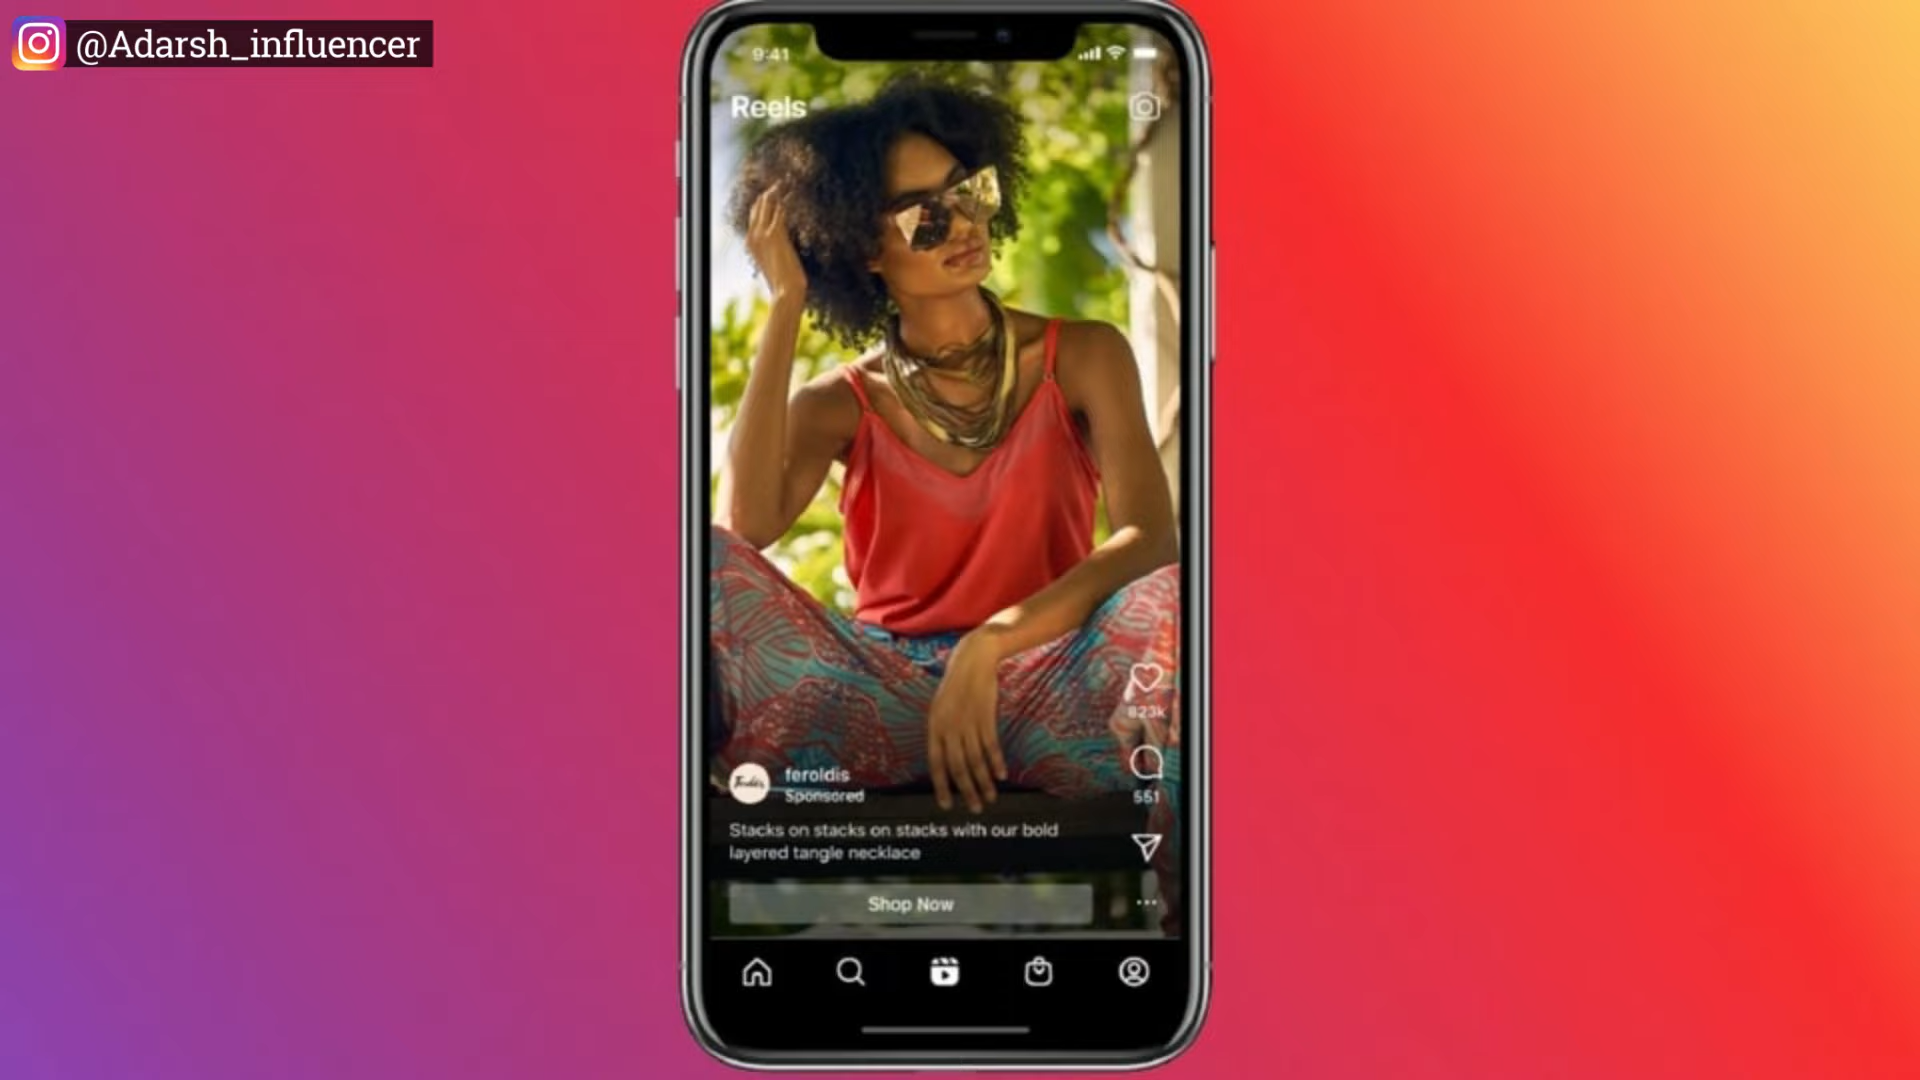 @Adarsh_influencer
9:41
Reels
823k
551
feroldis
Sponsored
Stacks on stacks on stacks with our bold
layered tangle necklace
Shop Now